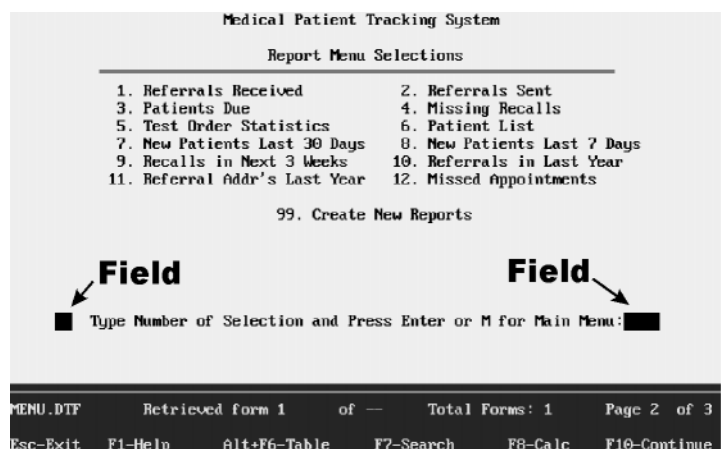 Medical Patient Tracking System
Report Menu Selections
1. Referrals Received 2. Referrals Sent
3. Patients Due 4. Missing Recalls
5. Test Order Statistics 6. Patient List
7. New Patients Last 30 Days 8. New Patients Last 7 Days
9. Recalls in Next 3 Weeks 10. Referrals in Last Year
11. Referral Addr's Last Year 12. Missed Appointments
99. Create New Reports
Field Field
Type Number of Selection and Press Enter or M for Main Menu:
MENU.DTF Retrieved form 1 of -- Total Forms: 1 Page 2 of 3
Esc-Exit F1-Help Alt+F6-Table F7-Search F8-Calc F10-Continue